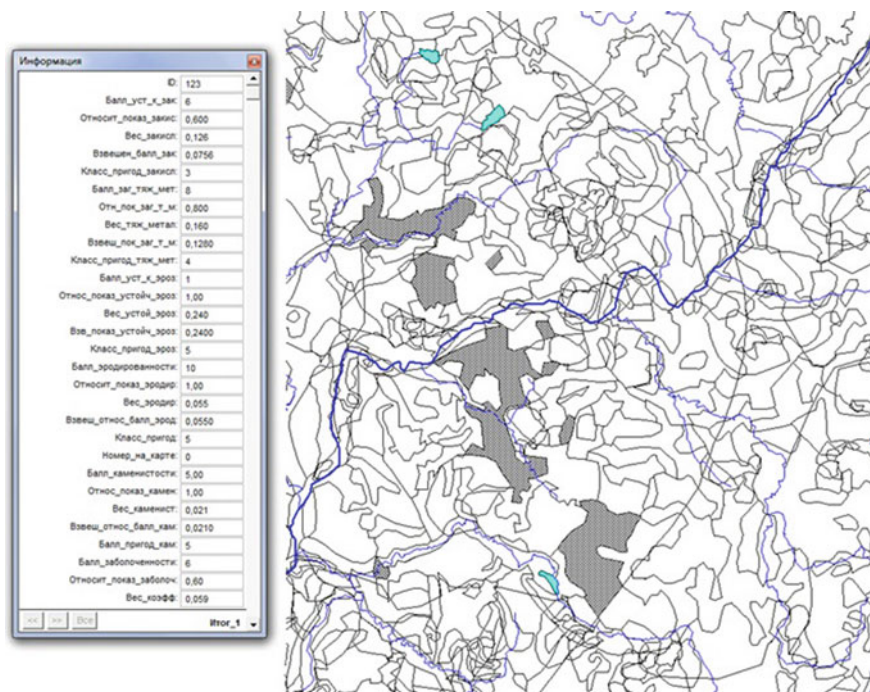 Информация
ID: 123
Балл_уст_к_зак: 6
Относит_показ_закис: 0,600
Вес_закисл: 0,126
Взвешен_балл_зак: 0,0756
Класс_пригод_закисл: 3
Балл_заг_тяж_мет: 8
Отн_пок_заг_т_м: 0,800
Вес_тяж_метал: 0,160
Взвеш_пок_заг_т_м: 0,1280
Класс_пригод_тяж_мет: 4
Балл_уст_к_эроз: 1
Относ_показ_устойч_эроз: 1,00
Вес_устой_эроз: 0,240
Взв_показ_устойч_эроз: 0,2400
Класс_пригод_эроз: 5
Балл_эродированности: 10
Относит_показ_эродир: 1,00
Вес_эродир: 0,055
Взвеш_относ_балл_эрод: 0,0550
Класс_пригод: 5
Номер_на_карте: 0
Балл_каменистости: 5,00
Относ_показ_камен: 1,00
Вес_каменист: 0,021
Взвеш_относ_балл_кам: 0,0210
Балл_пригод_кам: 5
Балл_заболоченности: 6
Относит_показ_заболоч: 0,60
Вес_коэфф: 0,059
<< >> Все Итог_1